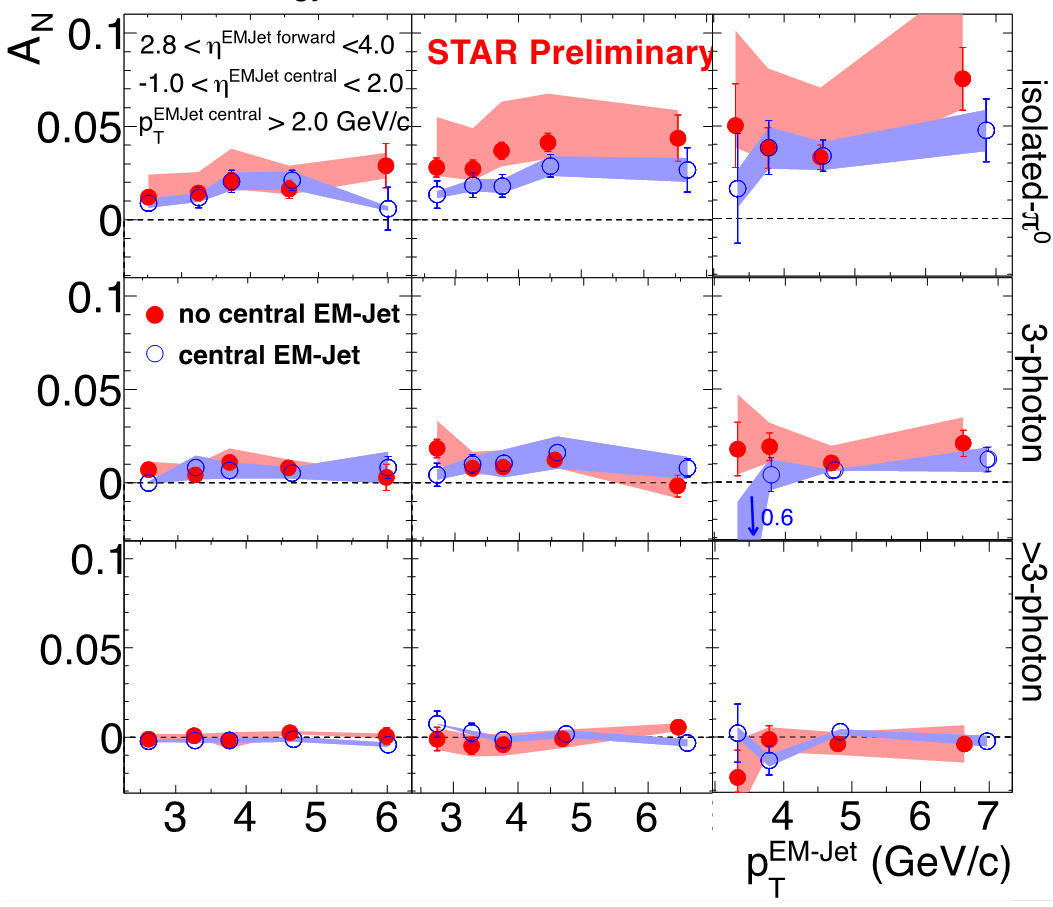 gy
A_N
2.8 < η^EMJet forward <4.0
-1.0 < η^EMJet central < 2.0
p_T^EMJet central > 2.0 GeV/c
STAR Preliminary
0.1
0.05
0
isolated-π⁰
no central EM-Jet
central EM-Jet
0.1
0.05
0
0.6
3-photon
0.1
0.05
0
>3-photon
3 4 5 6
3 4 5 6
4 5 6 7
p_T^EM-Jet (GeV/c)